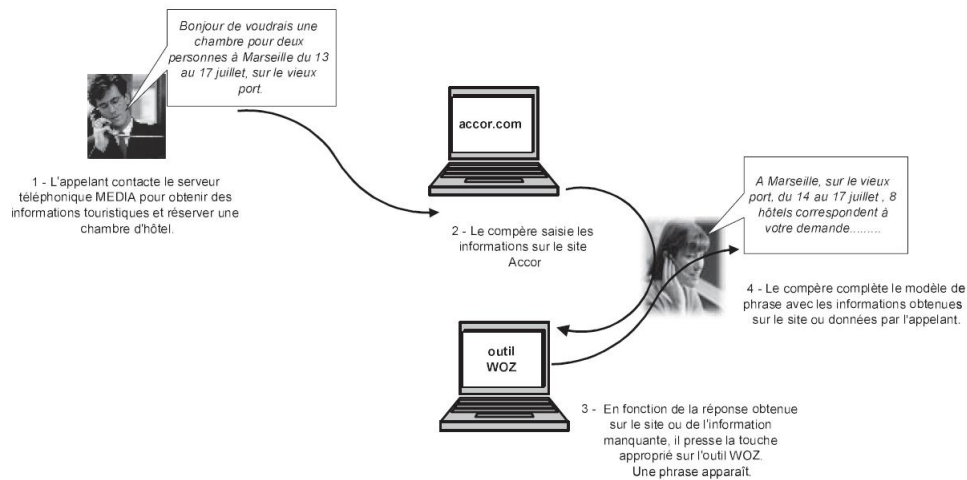 Bonjour de voudrais une
chambre pour deux
personnes à Marseille du 13
au 17 juillet, sur le vieux
port.
1 - L'appelant contacte le serveur
téléphonique MEDIA pour obtenir des
informations touristiques et réserver une
chambre d'hôtel.
accor.com
2 - Le compère saisie les
informations sur le site
Accor
outil
WOZ
3 - En fonction de la réponse obtenue
sur le site ou de l'information
manquante, il presse la touche
approprié sur l'outil WOZ.
Une phrase apparaît.
A Marseille, sur le vieux
port, du 14 au 17 juillet , 8
hôtels correspondent à
votre demande.........
4 - Le compère complète le modèle de
phrase avec les informations obtenues
sur le site ou données par l'appelant.